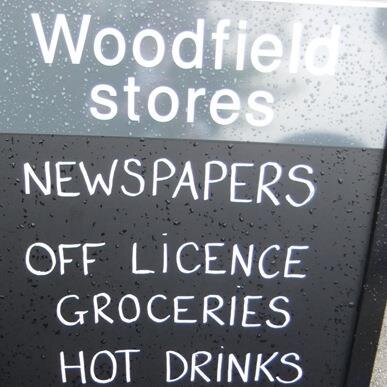 Woodfield
stores
NEWSPAPERS
OFF LiCENCE
GROCERiES
HOT DRiNKS